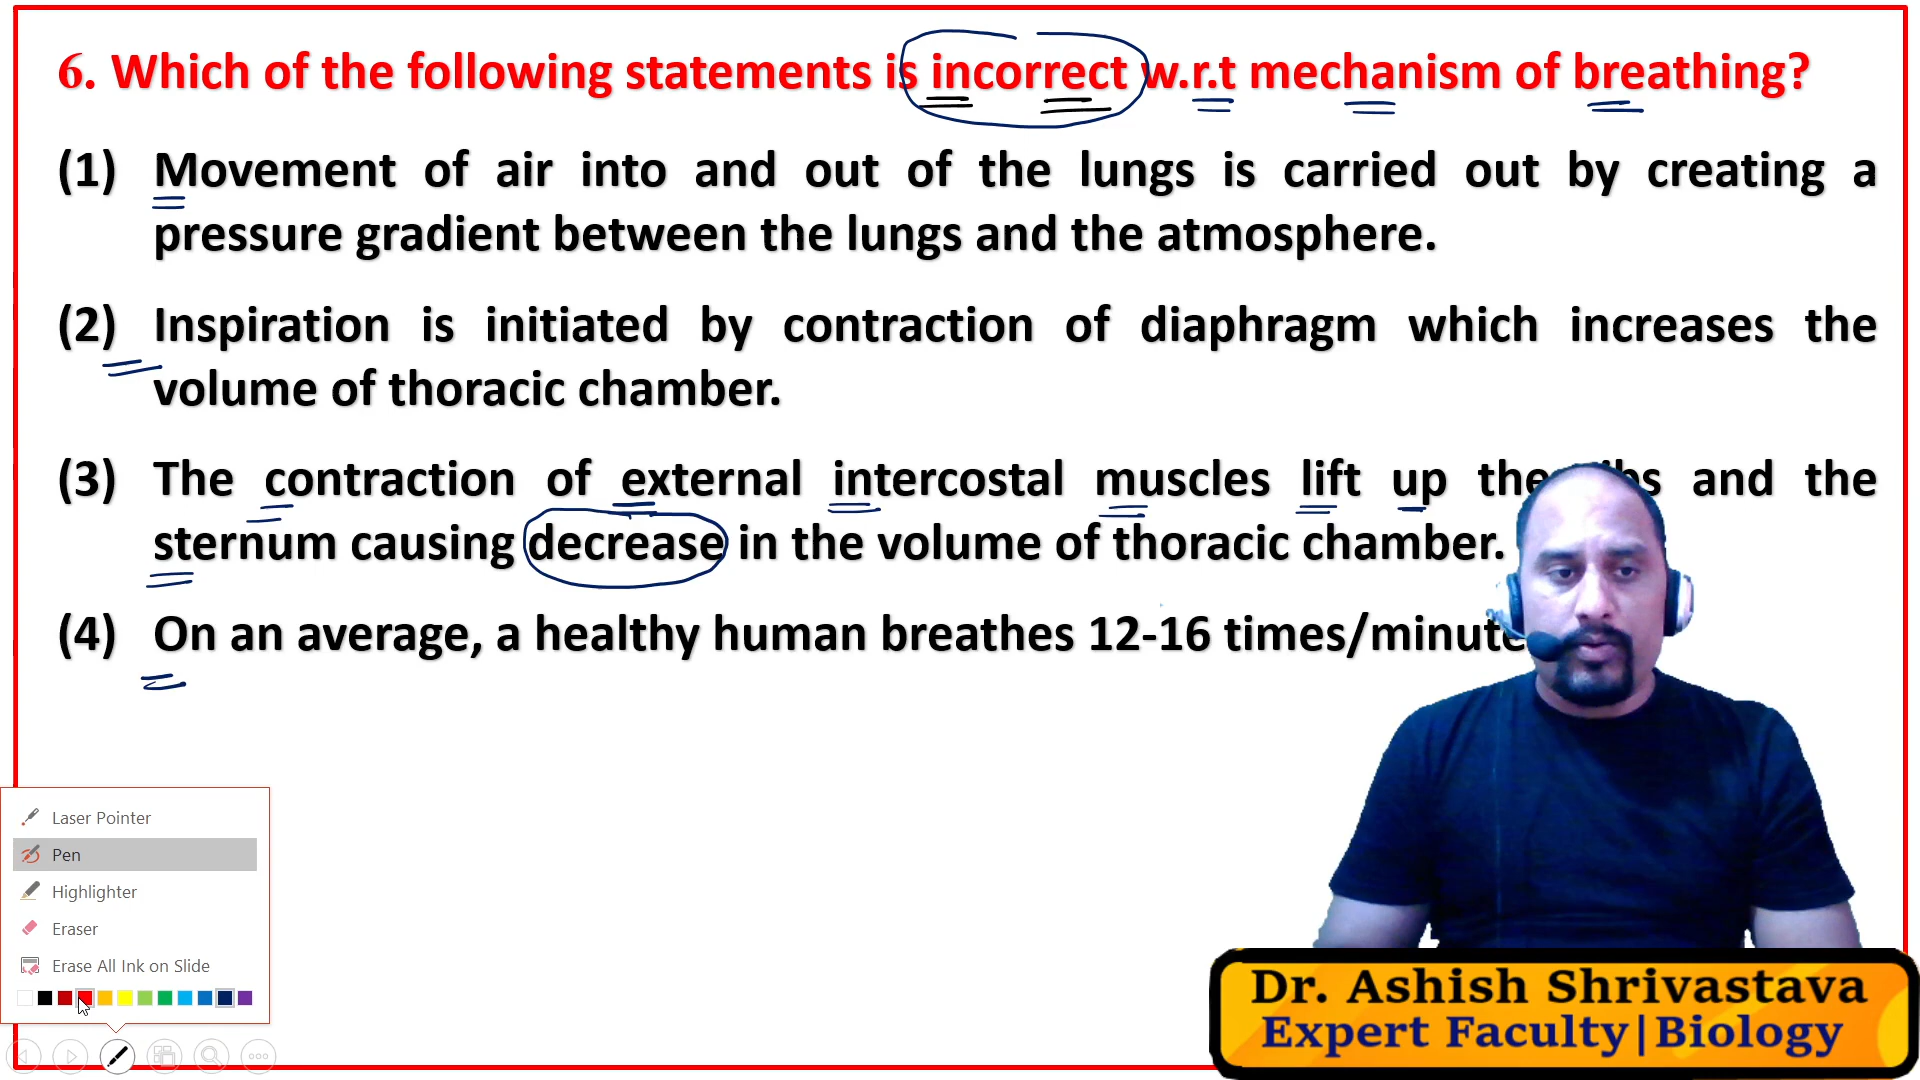 6. Which of the following statements is incorrect w.r.t mechanism of breathing?
(1) Movement of air into and out of the lungs is carried out by creating a
pressure gradient between the lungs and the atmosphere.
(2) Inspiration is initiated by contraction of diaphragm which increases the
volume of thoracic chamber.
(3) The contraction of external intercostal muscles lift up the ribs and the
sternum causing decrease in the volume of thoracic chamber.
(4) On an average, a healthy human breathes 12-16 times/minute
Laser Pointer
Pen
Highlighter
Eraser
Erase All Ink on Slide
Dr. Ashish Shrivastava
Expert Faculty|Biology